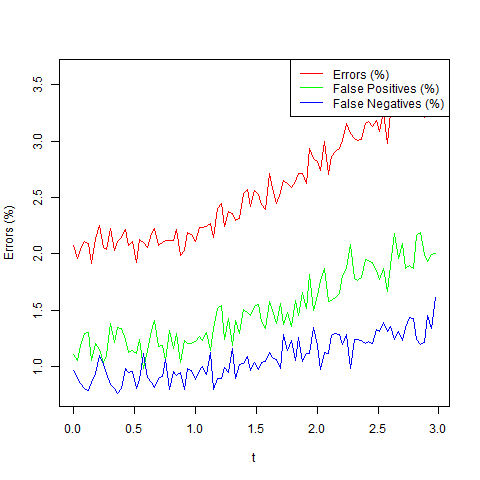 Errors (%)
False Positives (%)
False Negatives (%)
Errors (%)
3.5
3.0
2.5
2.0
1.5
1.0
0.0 0.5 1.0 1.5 2.0 2.5 3.0
t